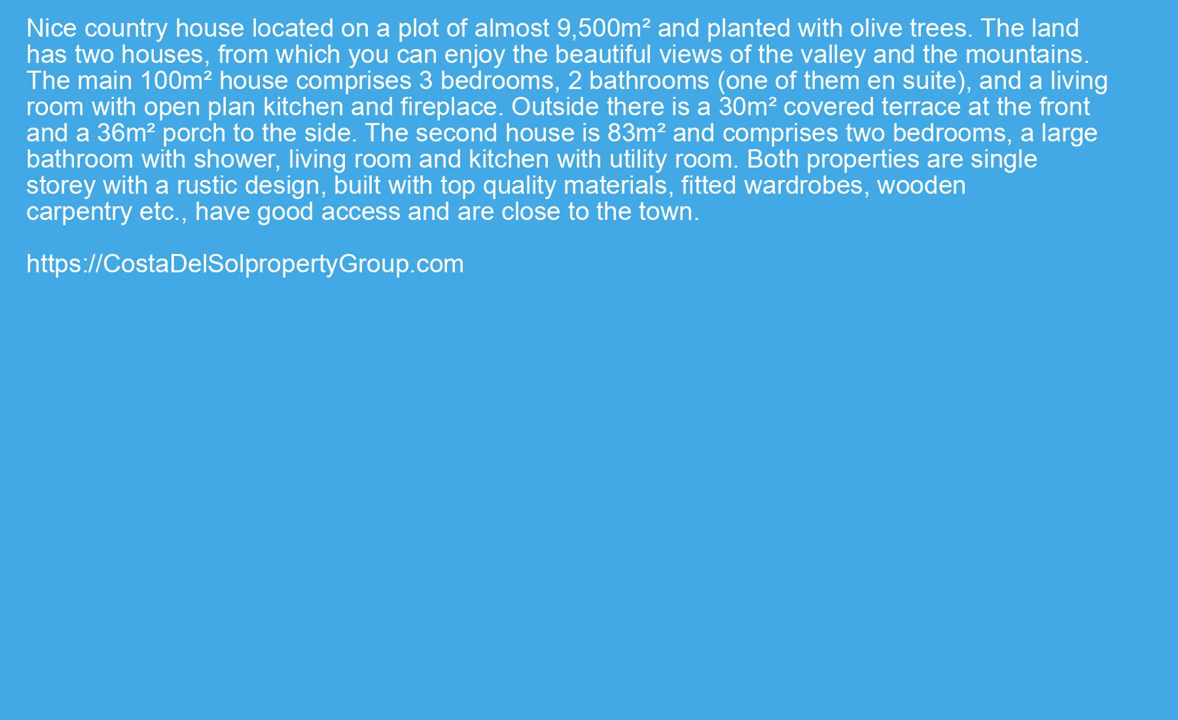 Nice country house located on a plot of almost 9,500m² and planted with olive trees. The land
has two houses, from which you can enjoy the beautiful views of the valley and the mountains.
The main 100m² house comprises 3 bedrooms, 2 bathrooms (one of them en suite), and a living
room with open plan kitchen and fireplace. Outside there is a 30m² covered terrace at the front
and a 36m² porch to the side. The second house is 83m² and comprises two bedrooms, a large
bathroom with shower, living room and kitchen with utility room. Both properties are single
storey with a rustic design, built with top quality materials, fitted wardrobes, wooden
carpentry etc., have good access and are close to the town.
https://CostaDelSolpropertyGroup.com